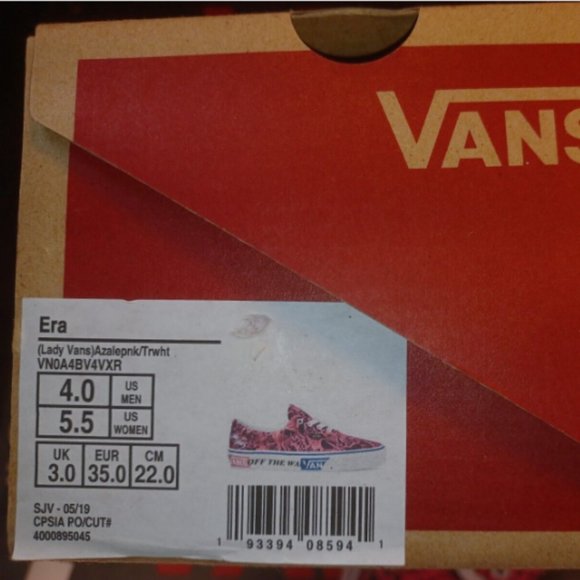 VANS
Era
(Lady Vans)Azalepnk/Trwht
VN0A4BV4VXR
4.0 US MEN
5.5 US WOMEN
UK EUR CM
3.0 35.0 22.0
OFF THE WA VANS
SJV - 05/19
CPSIA PO/CUT#
4000895045
1 93394 08594 1